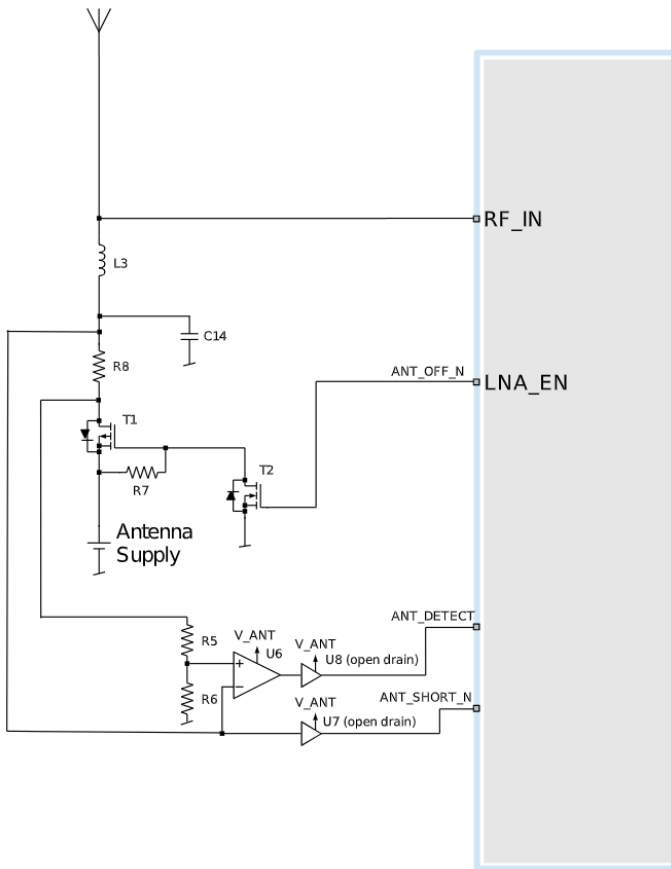 RF_IN
L3
C14
R8
ANT_OFF_N
LNA_EN
T1
T2
R7
Antenna
Supply
ANT_DETECT
R5
V_ANT
U6
V_ANT
U8 (open drain)
R6
+
−
ANT_SHORT_N
V_ANT
U7 (open drain)